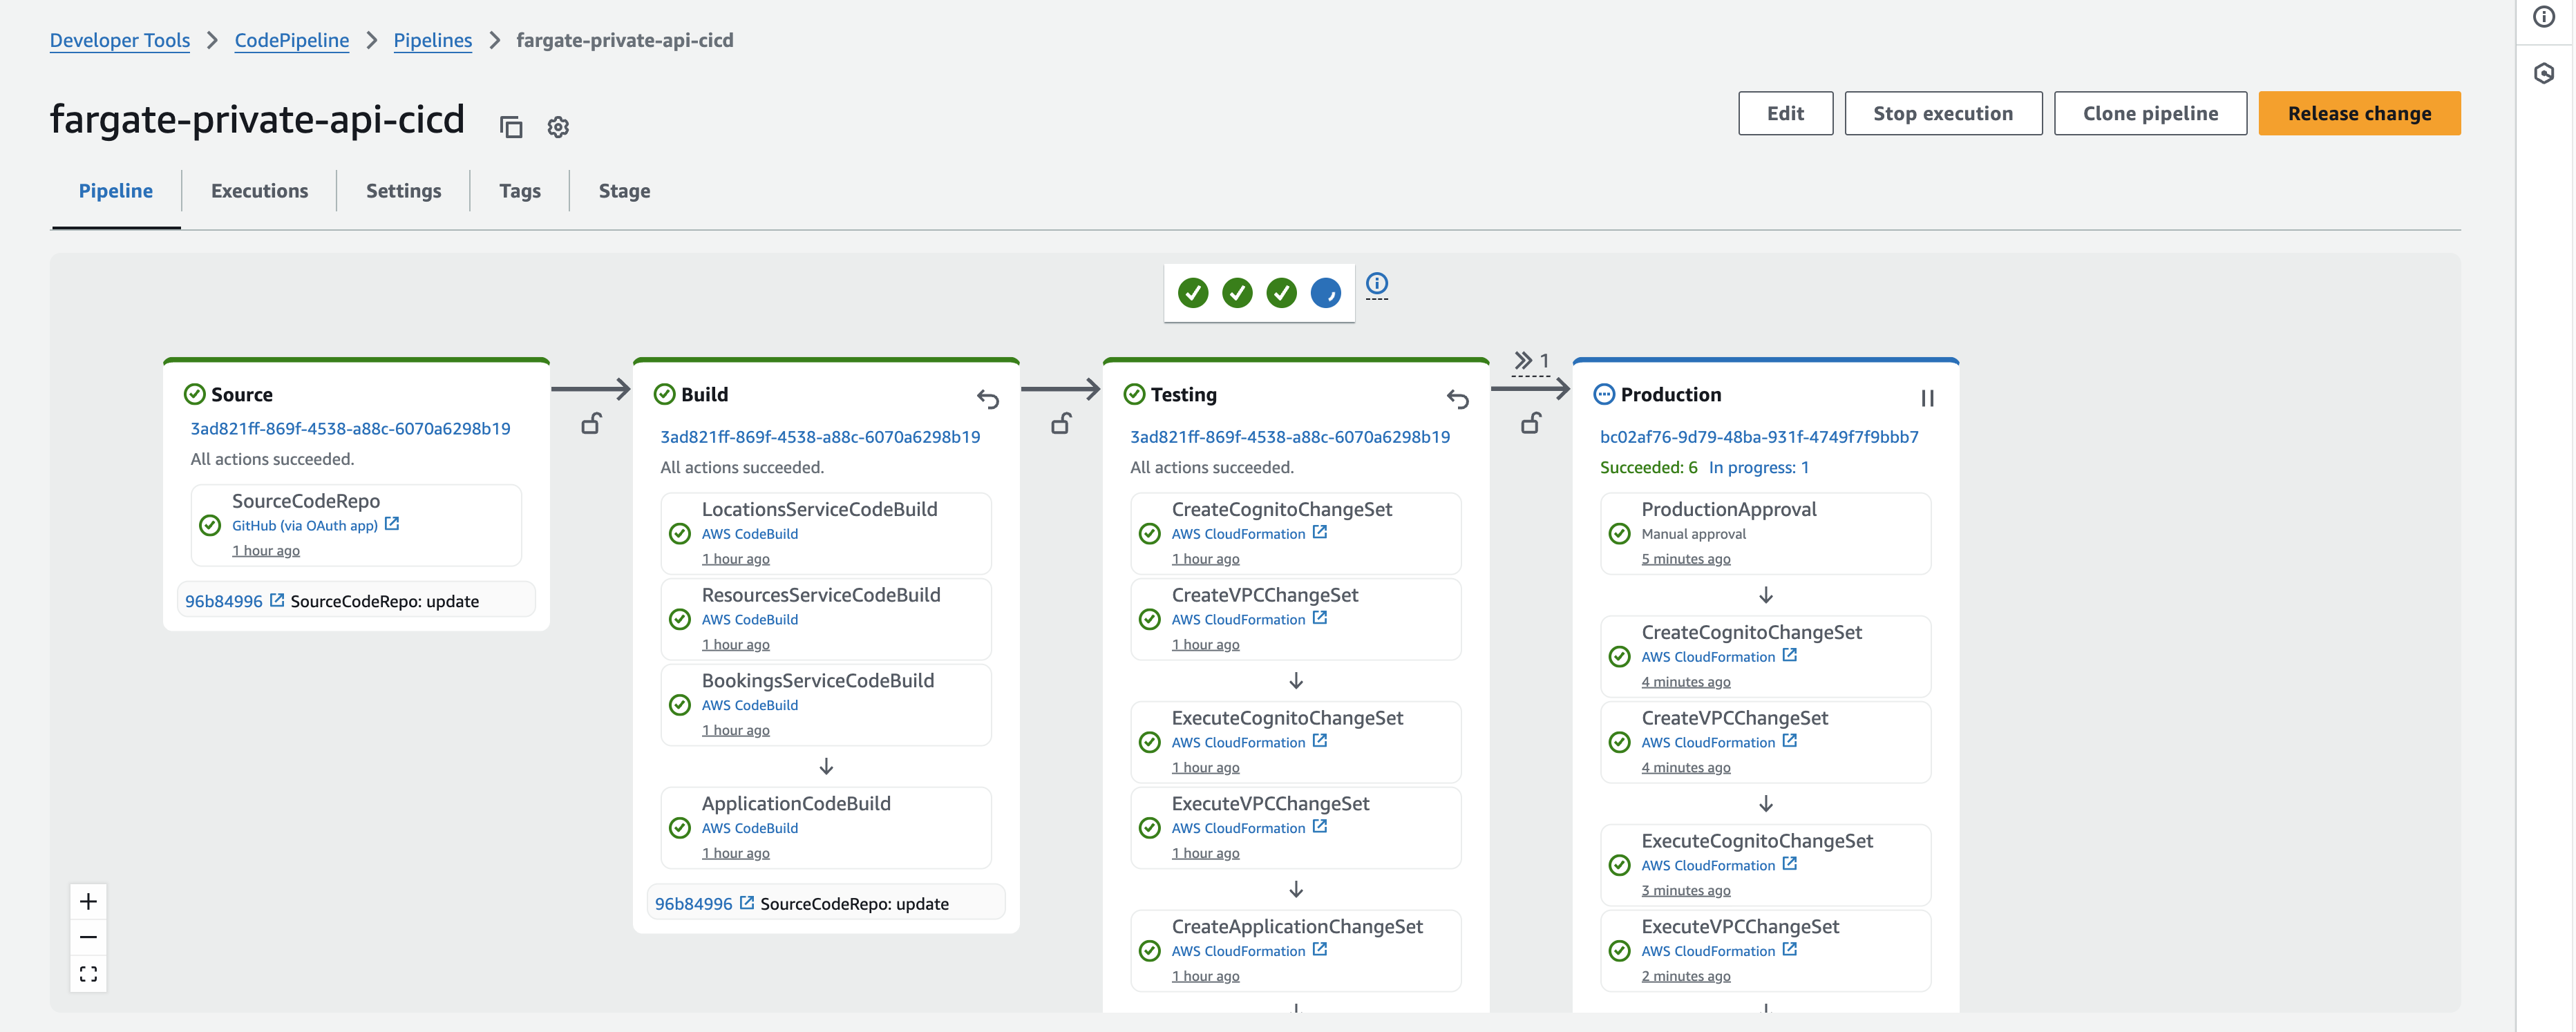 Developer Tools > CodePipeline > Pipelines > fargate-private-api-cicd
fargate-private-api-cicd
Edit
Stop execution
Clone pipeline
Release change
Pipeline
Executions
Settings
Tags
Stage
Source
3ad821ff-869f-4538-a88c-6070a6298b19
All actions succeeded.
SourceCodeRepo
GitHub (via OAuth app)
1 hour ago
96b84996 SourceCodeRepo: update
Build
3ad821ff-869f-4538-a88c-6070a6298b19
All actions succeeded.
LocationsServiceCodeBuild
AWS CodeBuild
1 hour ago
ResourcesServiceCodeBuild
AWS CodeBuild
1 hour ago
BookingsServiceCodeBuild
AWS CodeBuild
1 hour ago
ApplicationCodeBuild
AWS CodeBuild
1 hour ago
96b84996 SourceCodeRepo: update
Testing
3ad821ff-869f-4538-a88c-6070a6298b19
All actions succeeded.
CreateCognitoChangeSet
AWS CloudFormation
1 hour ago
CreateVPCChangeSet
AWS CloudFormation
1 hour ago
ExecuteCognitoChangeSet
AWS CloudFormation
1 hour ago
ExecuteVPCChangeSet
AWS CloudFormation
1 hour ago
CreateApplicationChangeSet
AWS CloudFormation
1 hour ago
1
Production
bc02af76-9d79-48ba-931f-4749f7f9bbb7
Succeeded: 6 In progress: 1
ProductionApproval
Manual approval
5 minutes ago
CreateCognitoChangeSet
AWS CloudFormation
4 minutes ago
CreateVPCChangeSet
AWS CloudFormation
4 minutes ago
ExecuteCognitoChangeSet
AWS CloudFormation
3 minutes ago
ExecuteVPCChangeSet
AWS CloudFormation
2 minutes ago